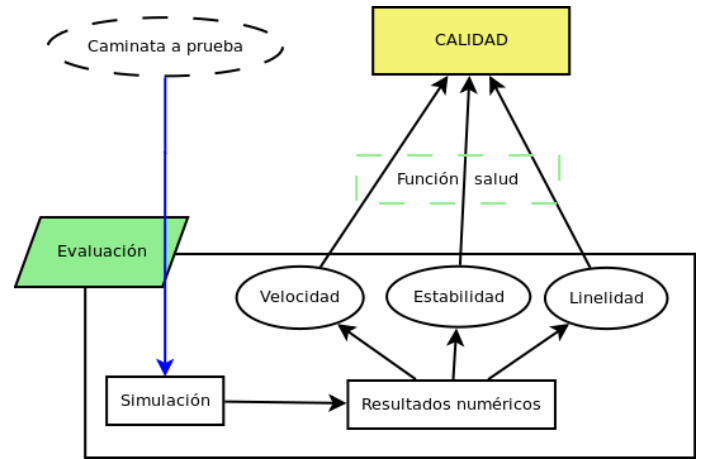 Caminata a prueba
CALIDAD
Función salud
Evaluación
Velocidad
Estabilidad
Linelidad
Simulación
Resultados numéricos